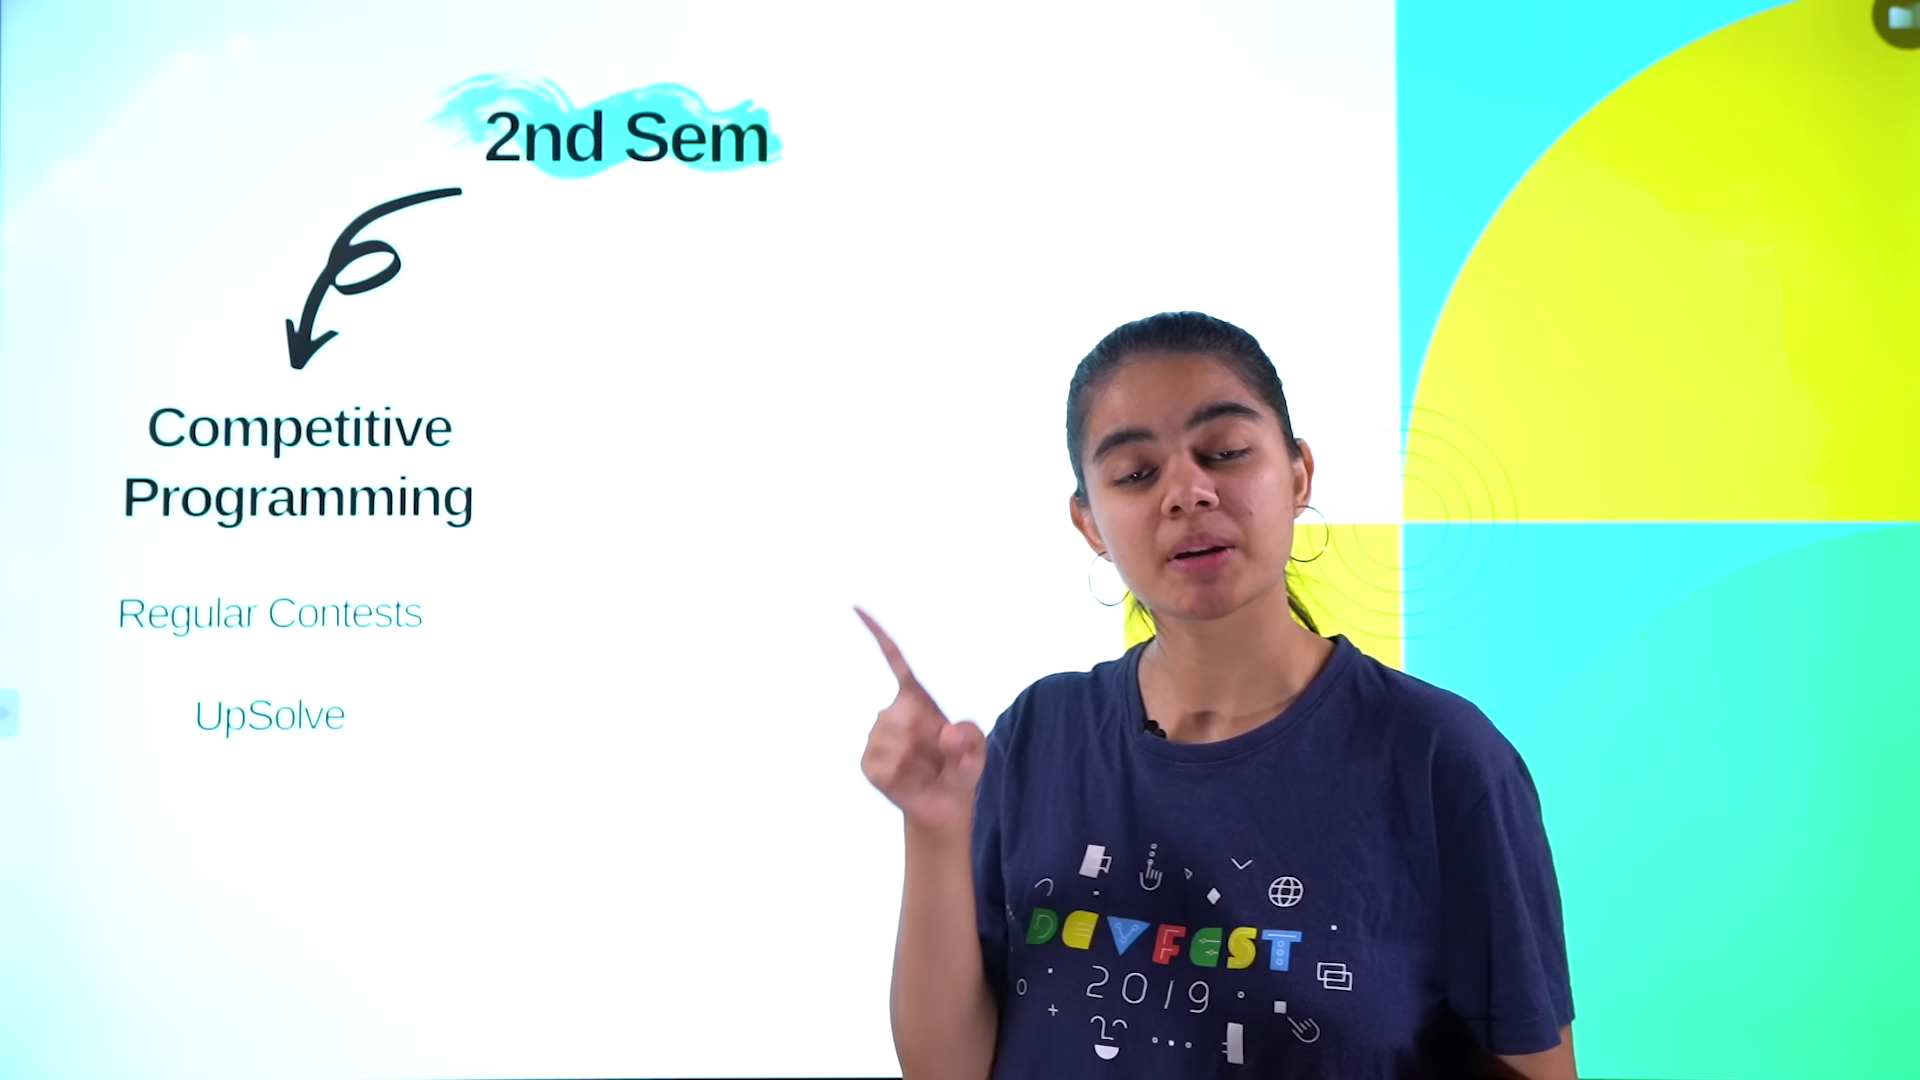 2nd Sem
Competitive
Programming
Regular Contests
UpSolve
DEVFEST
2019